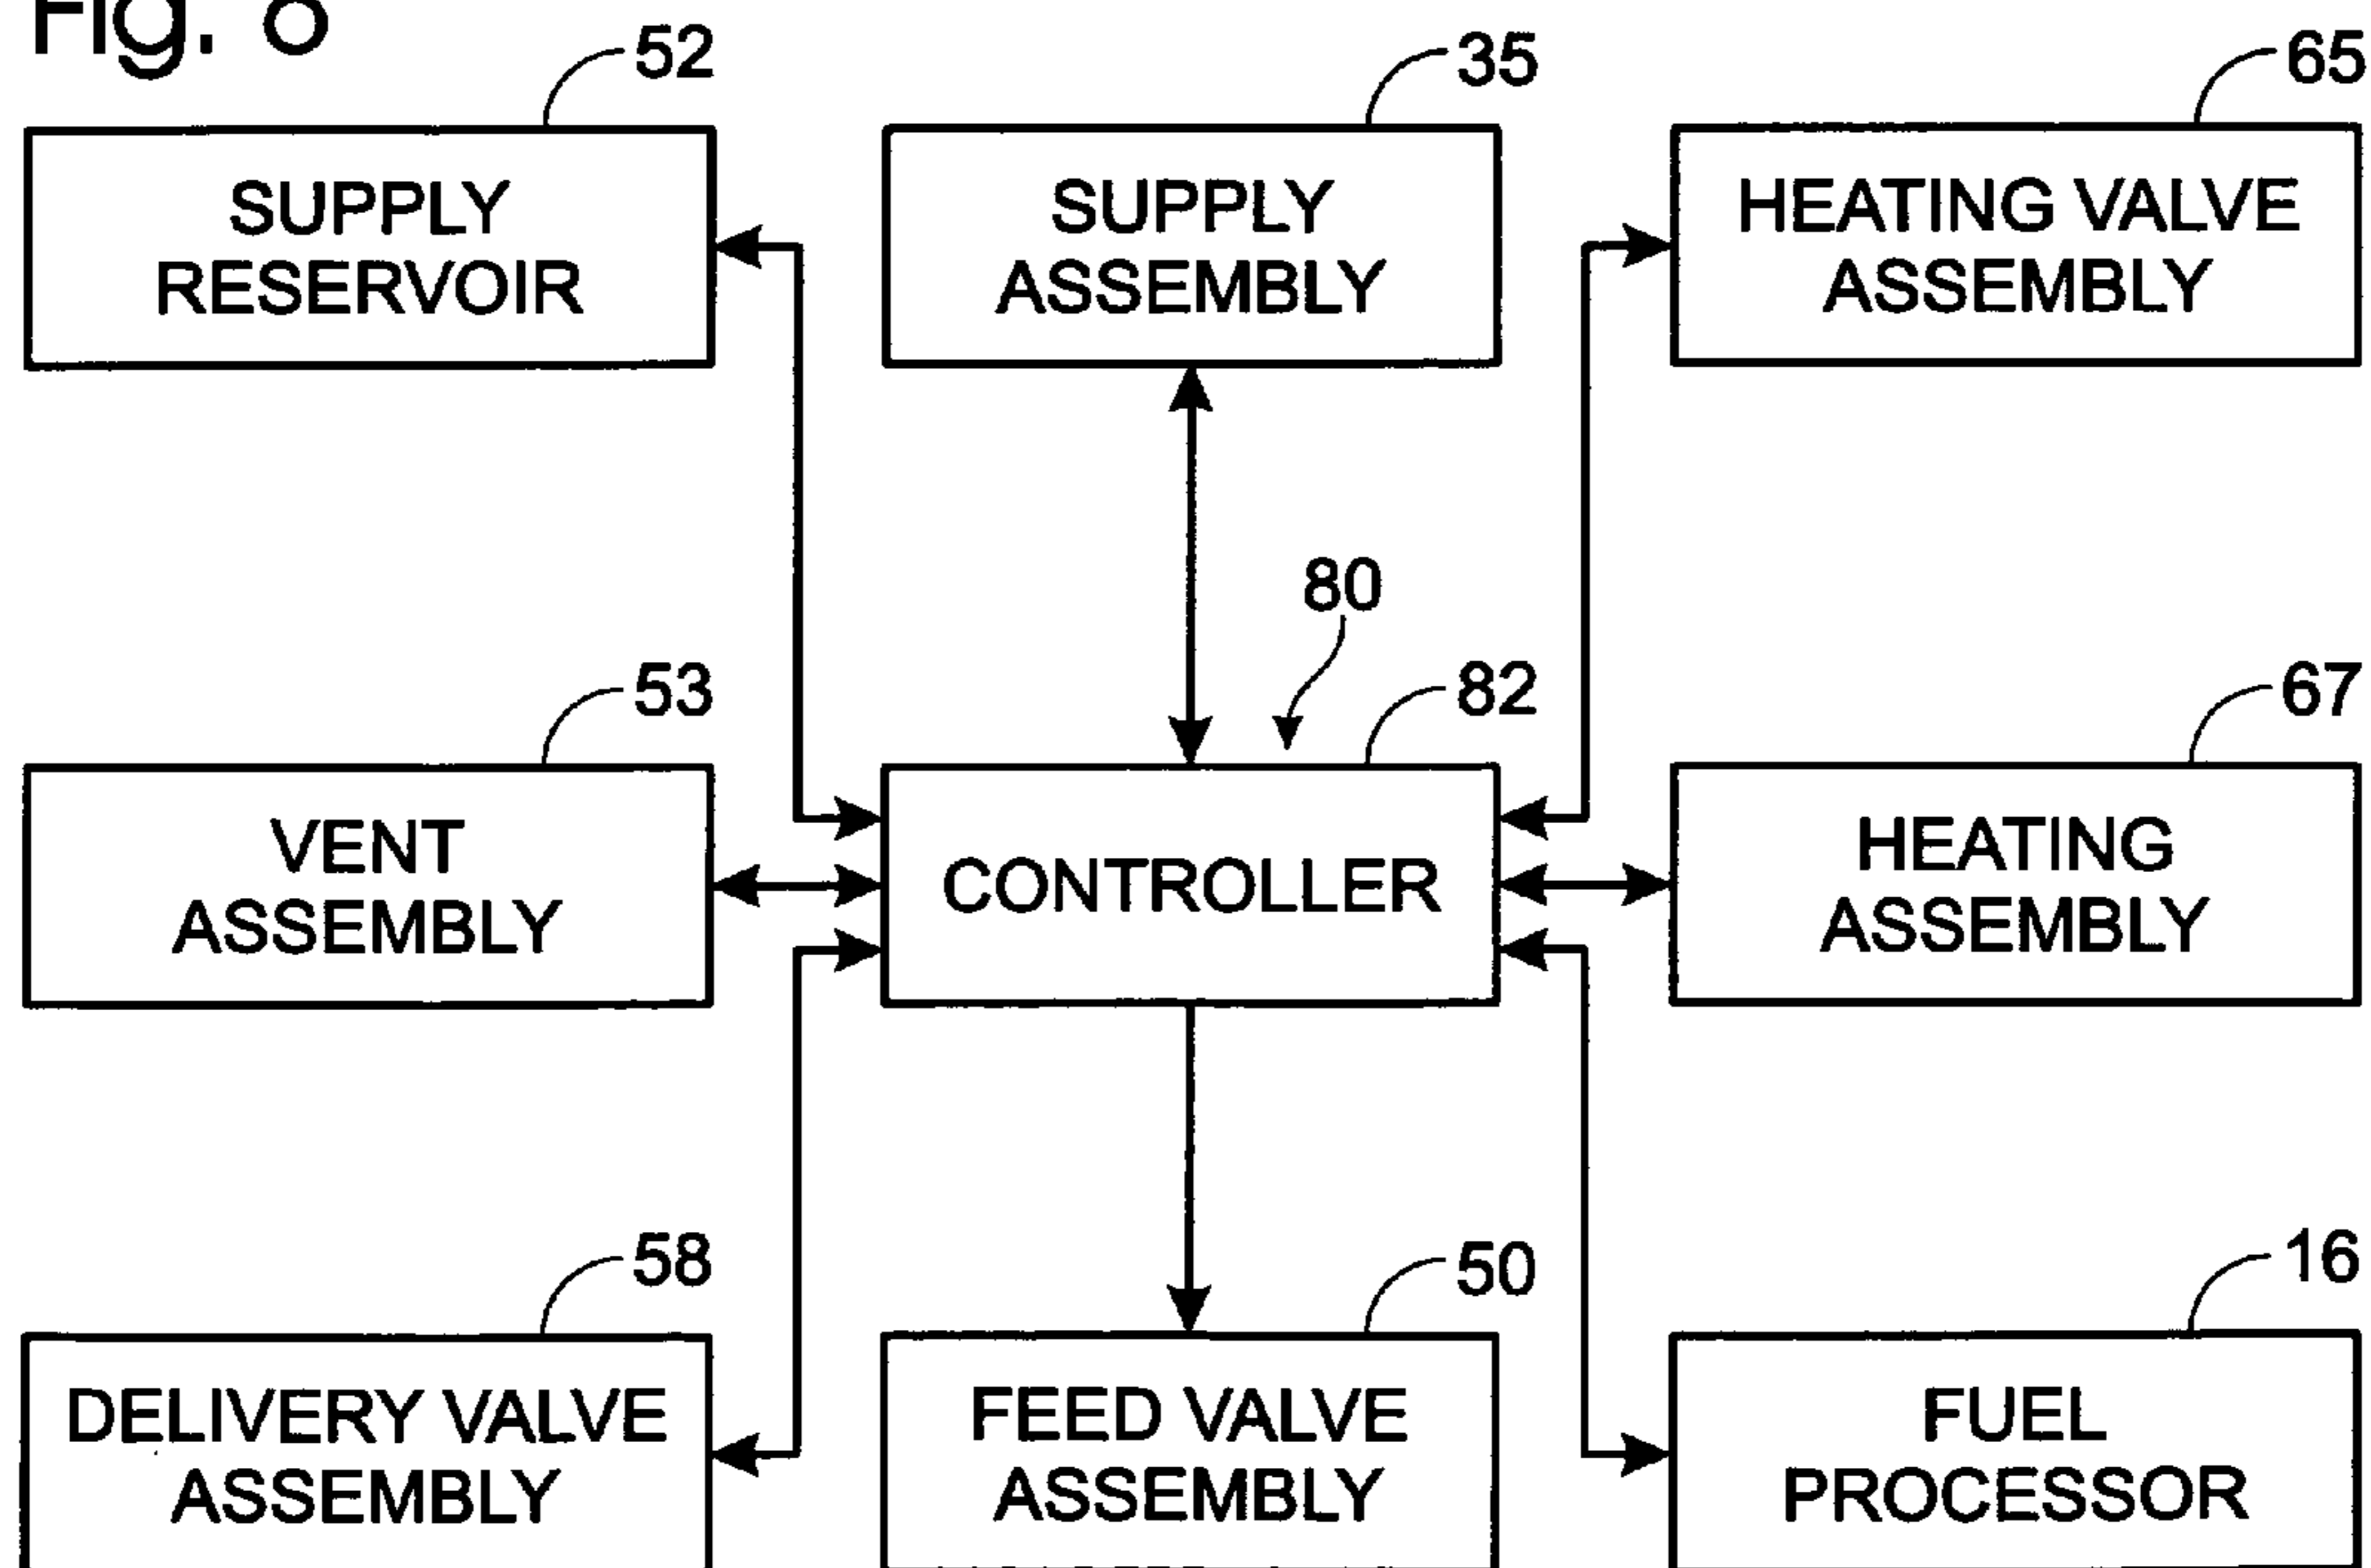 Fig. 8
52
35
65
SUPPLY
RESERVOIR
SUPPLY
ASSEMBLY
HEATING VALVE
ASSEMBLY
80
53
82
67
VENT
ASSEMBLY
CONTROLLER
HEATING
ASSEMBLY
58
50
16
DELIVERY VALVE
ASSEMBLY
FEED VALVE
ASSEMBLY
FUEL
PROCESSOR